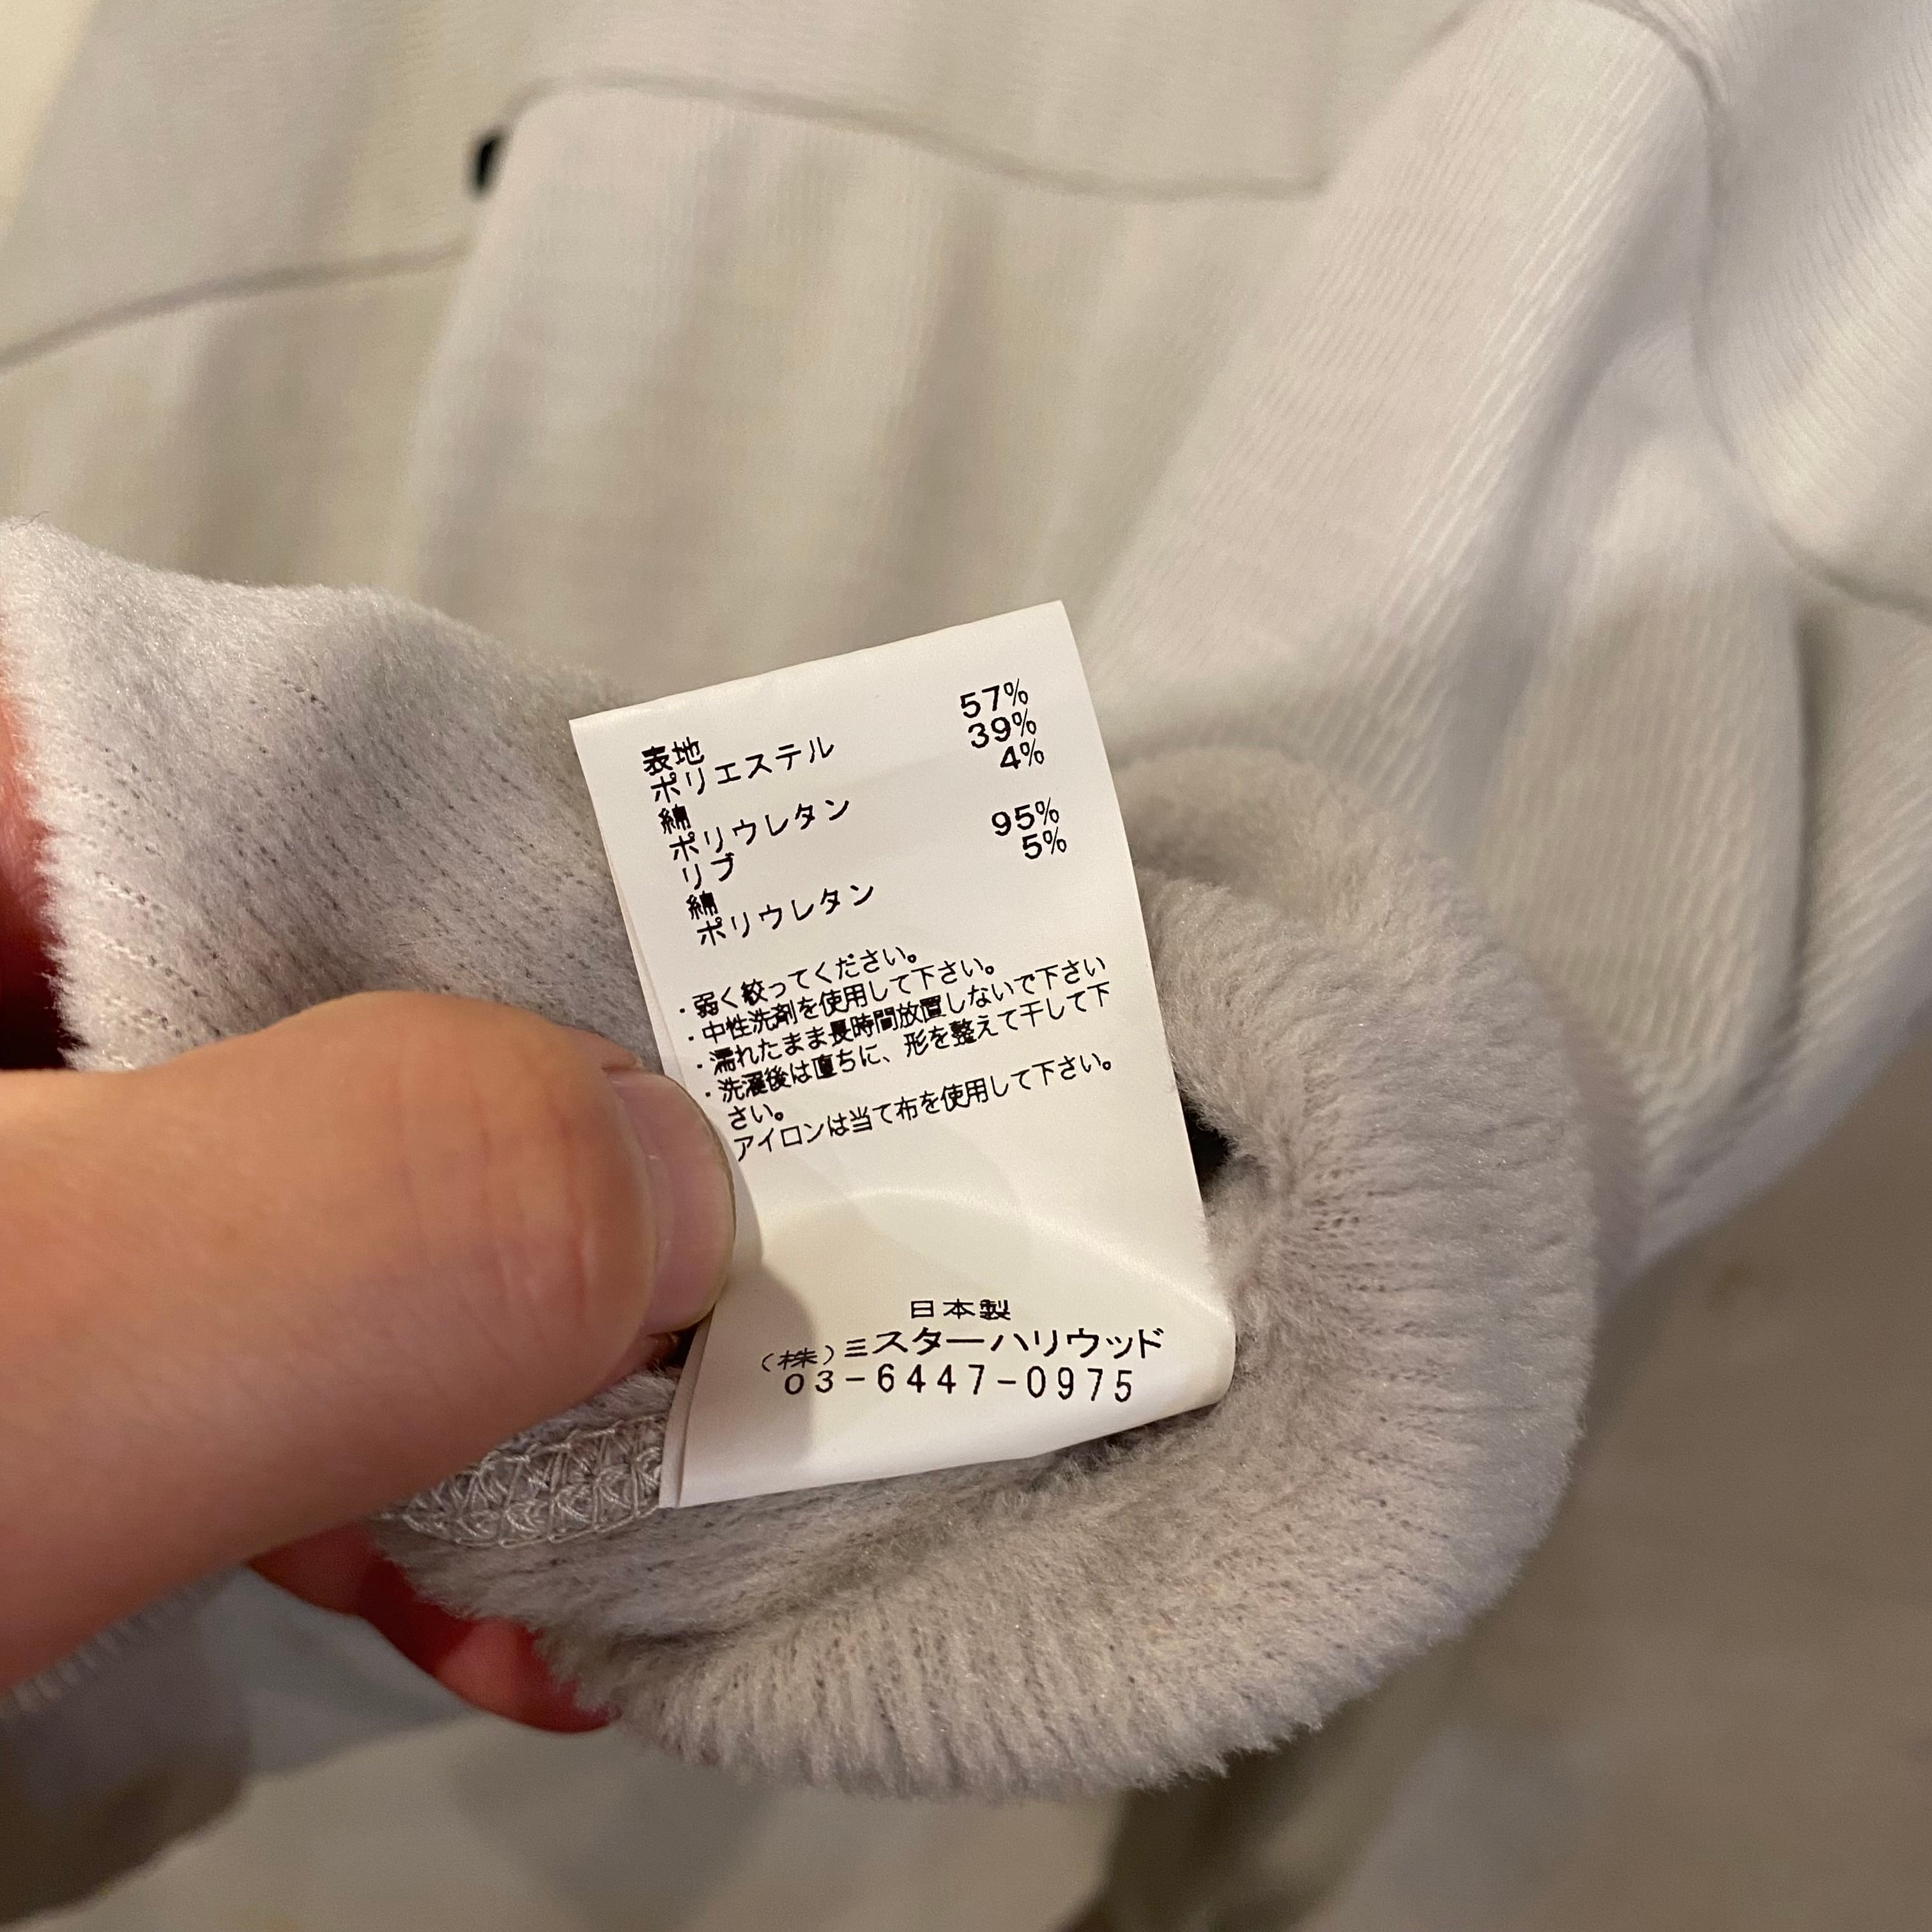 表地
ポリエステル 57%
綿 39%
ポリウレタン 4%
リブ
綿 95%
ポリウレタン 5%
・弱く絞ってください。
・中性洗剤を使用して下さい。
・濡れたまま長時間放置しないで下さい
・洗濯後は直ちに、形を整えて干して下
さい。
アイロンは当て布を使用して下さい。
日本製
(株)ミスターハリウッド
03-6447-0975